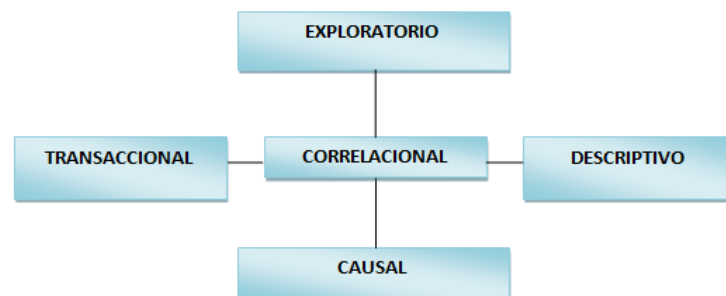 EXPLORATORIO
TRANSACCIONAL
CORRELACIONAL
DESCRIPTIVO
CAUSAL